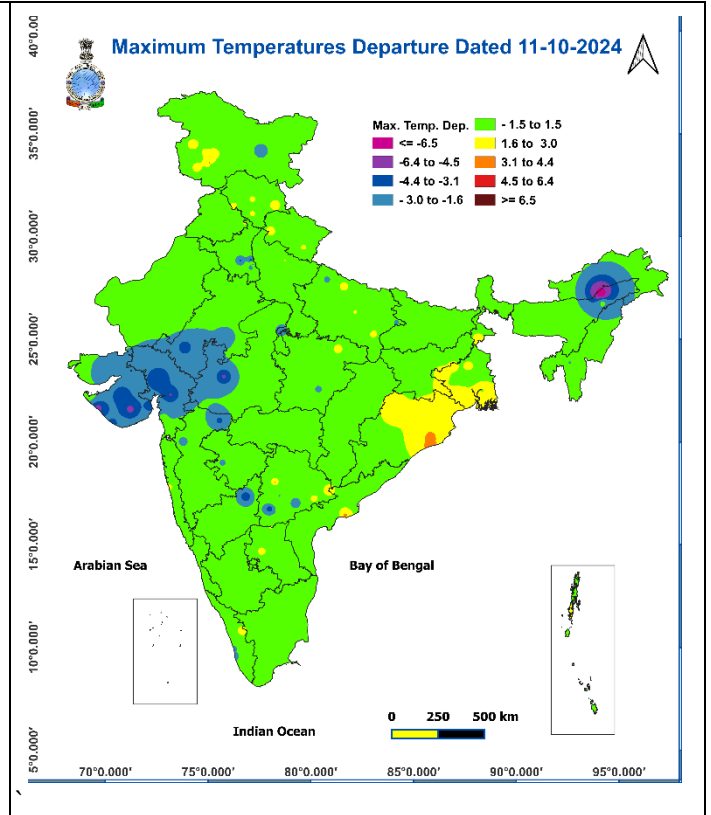 Maximum Temperatures Departure Dated 11-10-2024
Max. Temp. Dep.
<= -6.5
-6.4 to -4.5
-4.4 to -3.1
- 3.0 to -1.6
- 1.5 to 1.5
1.6 to 3.0
3.1 to 4.4
4.5 to 6.4
>= 6.5
40°0.00
35°0.000'
30°0.000'
25°0.000'
20°0.000'
15°0.000'
10°0.000'
5°0.000'
Arabian Sea
Bay of Bengal
Indian Ocean
0 250 500 km
70°0.000' 75°0.000' 80°0.000' 85°0.000' 90°0.000' 95°0.000'
`